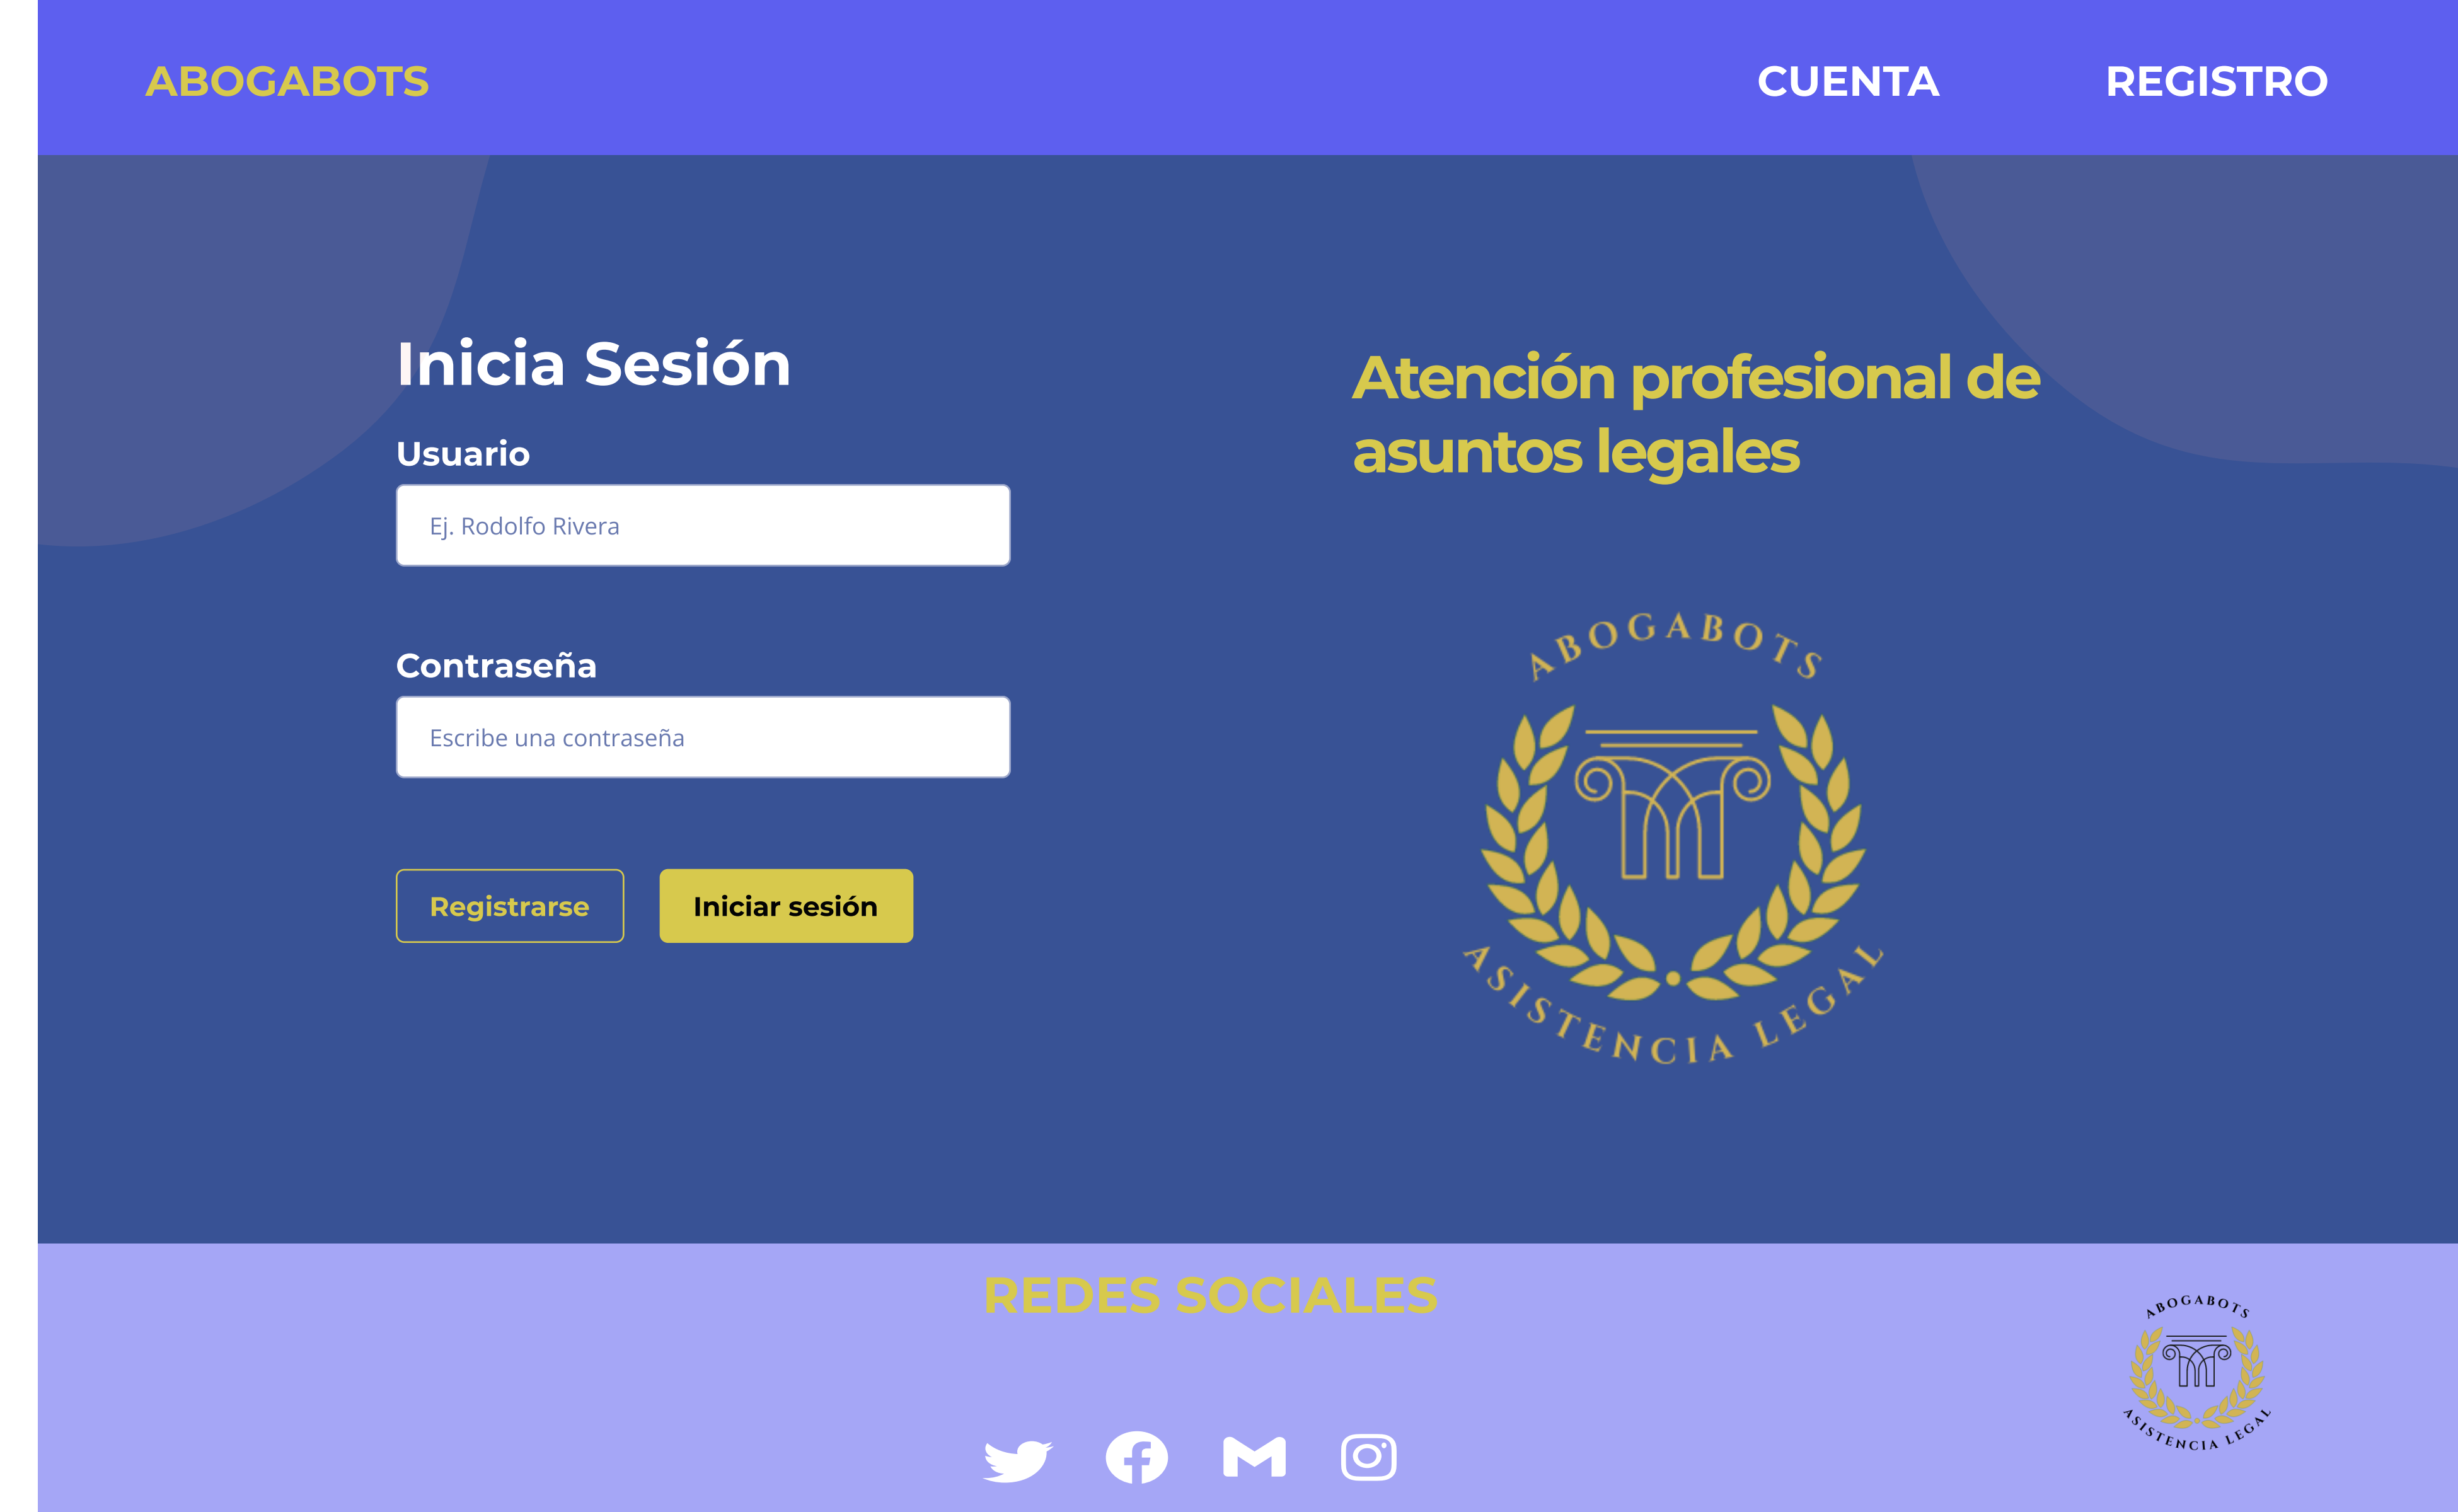 ABOGABOTS
CUENTA
REGISTRO
Inicia Sesión
Usuario
Ej. Rodolfo Rivera
Contraseña
Escribe una contraseña
Registrarse
Iniciar sesión
Atención profesional de
asuntos legales
ABOGABOTS
ASISTENCIA LEGAL
REDES SOCIALES
ABOGABOTS
ASISTENCIA LEGAL